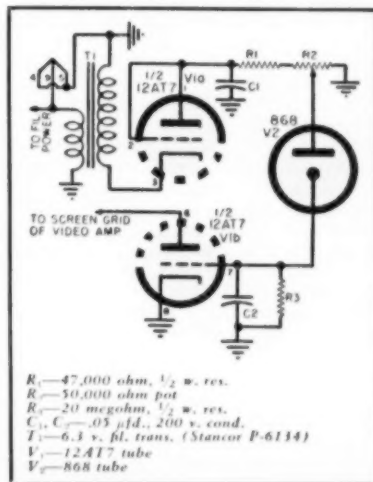 T1
4 9 5
TO FIL
POWER
1/2
12AT7
V1a
1
2
3
C1
R1
R2
868
V2
TO SCREEN GRID
OF VIDEO AMP
6
1/2
12AT7
V1b
7
8
C2
R3
R₁—47,000 ohm, 1/2 w. res.
R₂—50,000 ohm pot
R₃—20 megohm, 1/2 w. res.
C₁, C₂—.05 µfd., 200 v. cond.
T₁—6.3 v. fil. trans. (Stancor P-6134)
V₁—12AT7 tube
V₂—868 tube